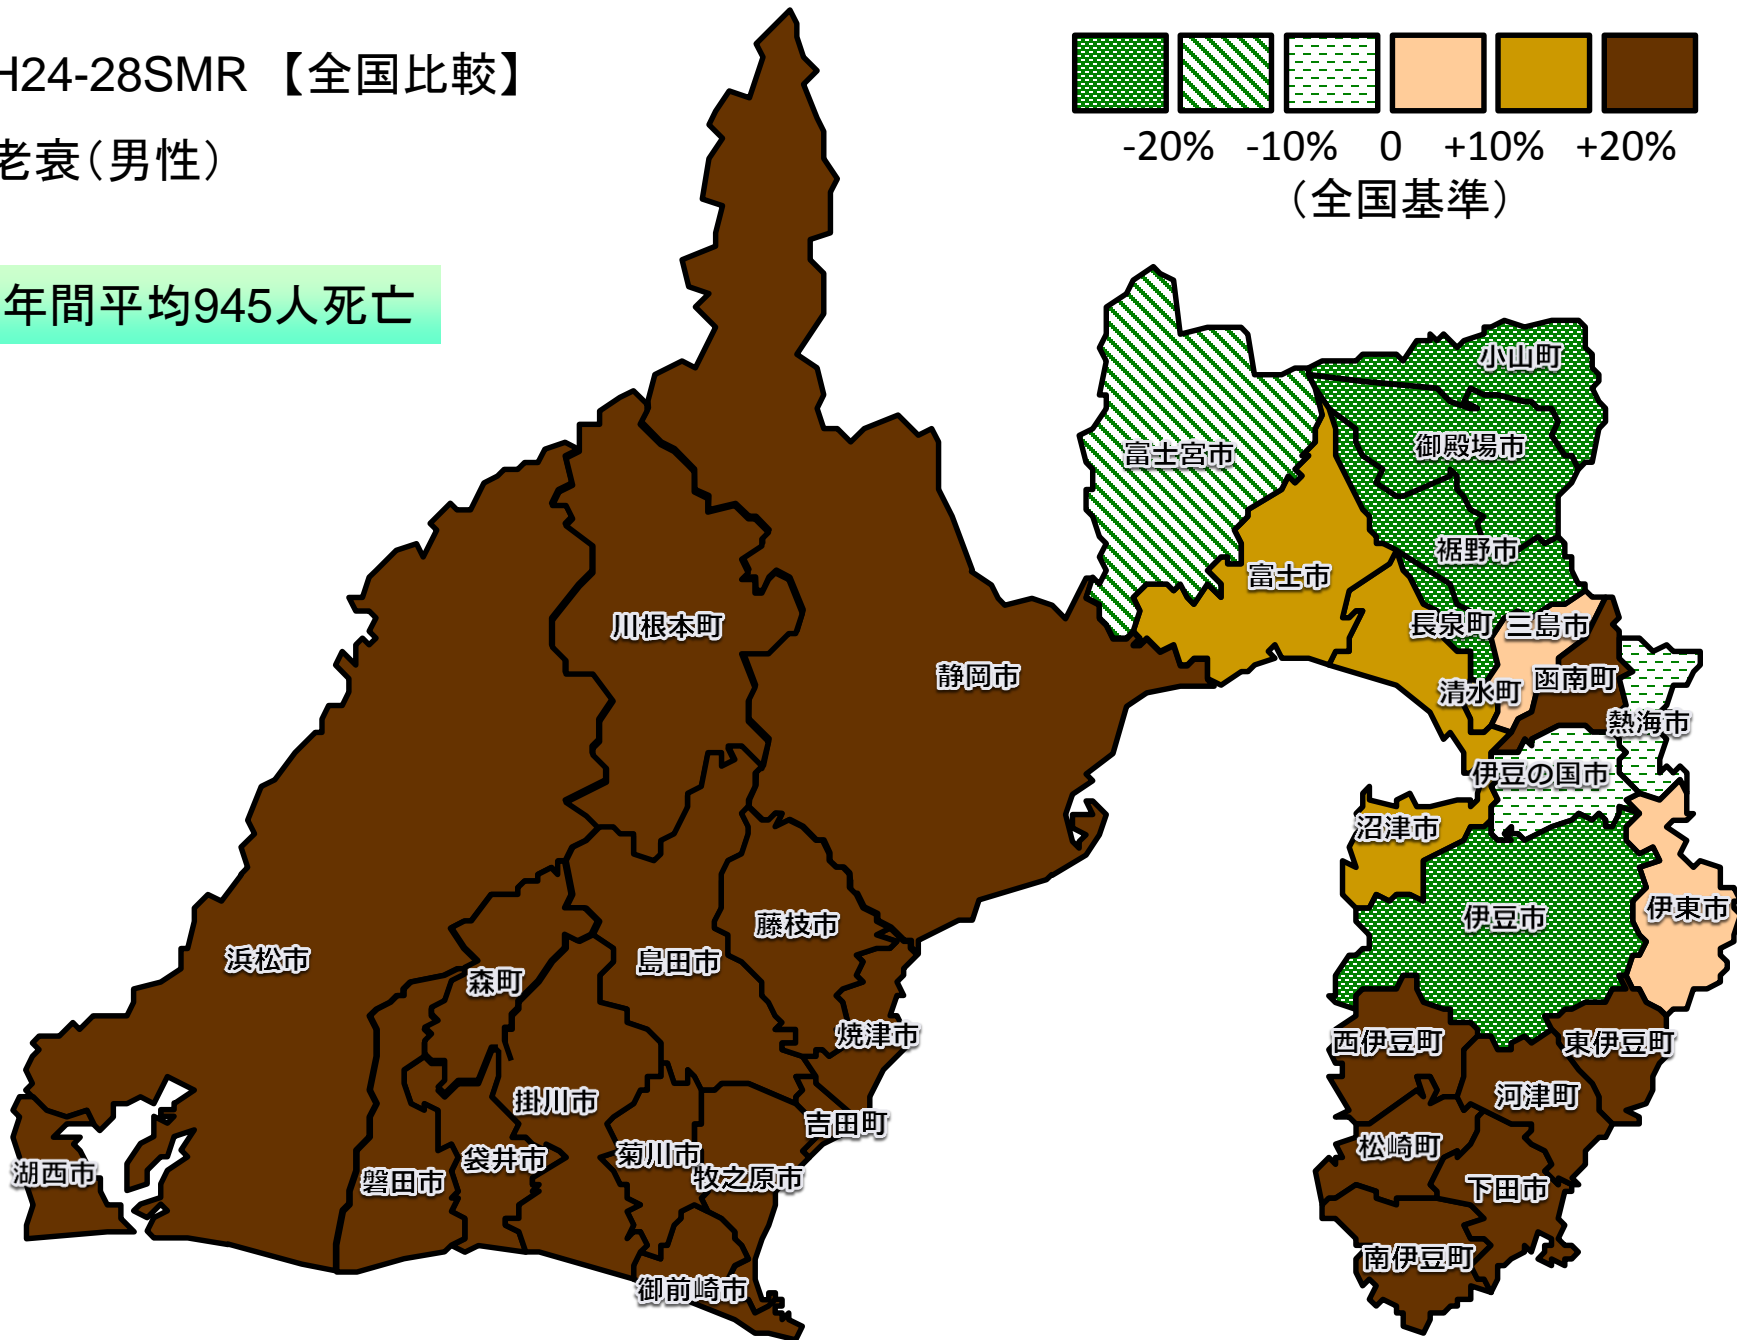 H24-28SMR 【全国比較】
老衰（男性）
年間平均945人死亡
-20% -10% 0 +10% +20%
（全国基準）
小山町
御殿場市
富士宮市
裾野市
富士市
長泉町
三島市
川根本町
静岡市
函南町
清水町
熱海市
伊豆の国市
沼津市
伊豆市
伊東市
藤枝市
浜松市
島田市
森町
焼津市
西伊豆町
東伊豆町
河津町
掛川市
吉田町
松崎町
菊川市
袋井市
牧之原市
磐田市
湖西市
下田市
南伊豆町
御前崎市